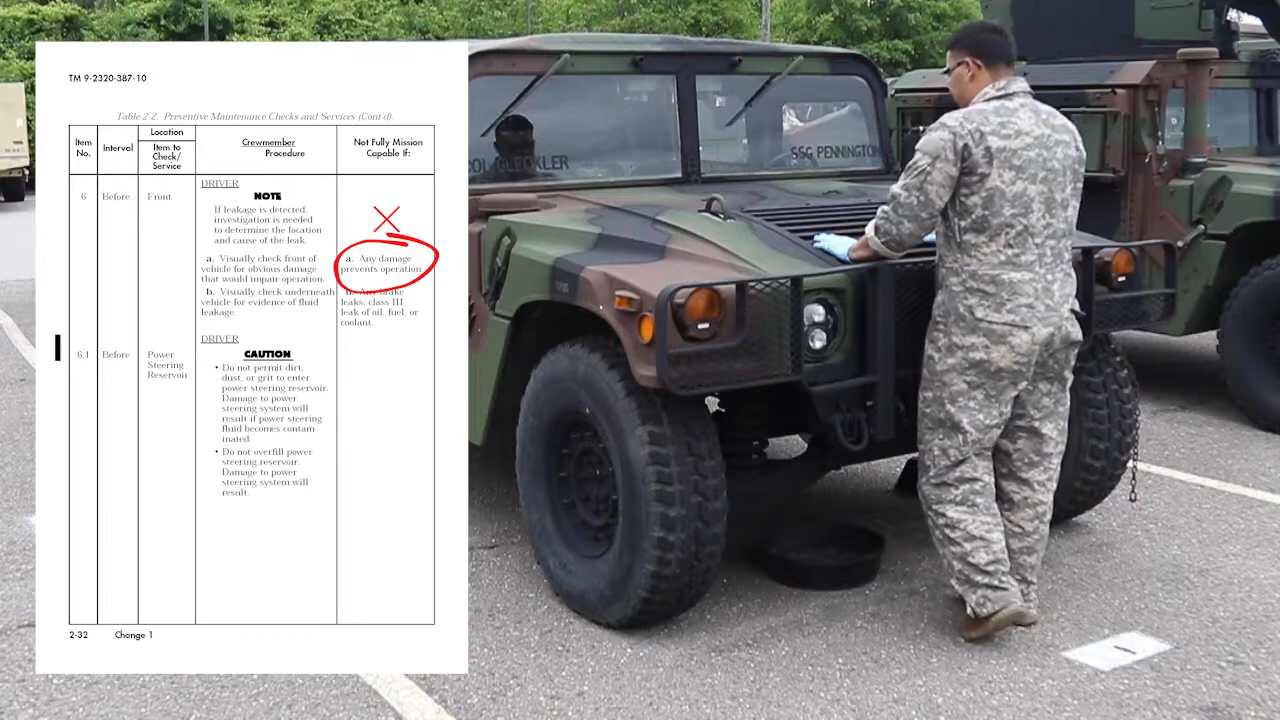 TM 9-2320-387-10
Table 2-2. Preventive Maintenance Checks and Services (Cont'd).
Item No.
Interval
Location
Item to Check/ Service
Crewmember
Procedure
Not Fully Mission Capable If:
6
Before
Front
DRIVER
NOTE
If leakage is detected,
investigation is needed
to determine the location
and cause of the leak.
a. Visually check front of
vehicle for obvious damage
that would impair operation.
a. Any damage
prevents operation.
b. Visually check underneath
vehicle for evidence of fluid
leakage.
b. Any brake
leaks; class III
leak of oil, fuel, or
coolant.
6.1
Before
Power
Steering
Reservoir
DRIVER
CAUTION
• Do not permit dirt,
dust, or grit to enter
power steering reservoir.
Damage to power
steering system will
result if power steering
fluid becomes contam-
inated.
• Do not overfill power
steering reservoir.
Damage to power
steering system will
result.
2-32
Change 1
COL GLECKLER
SSG PENNINGTON